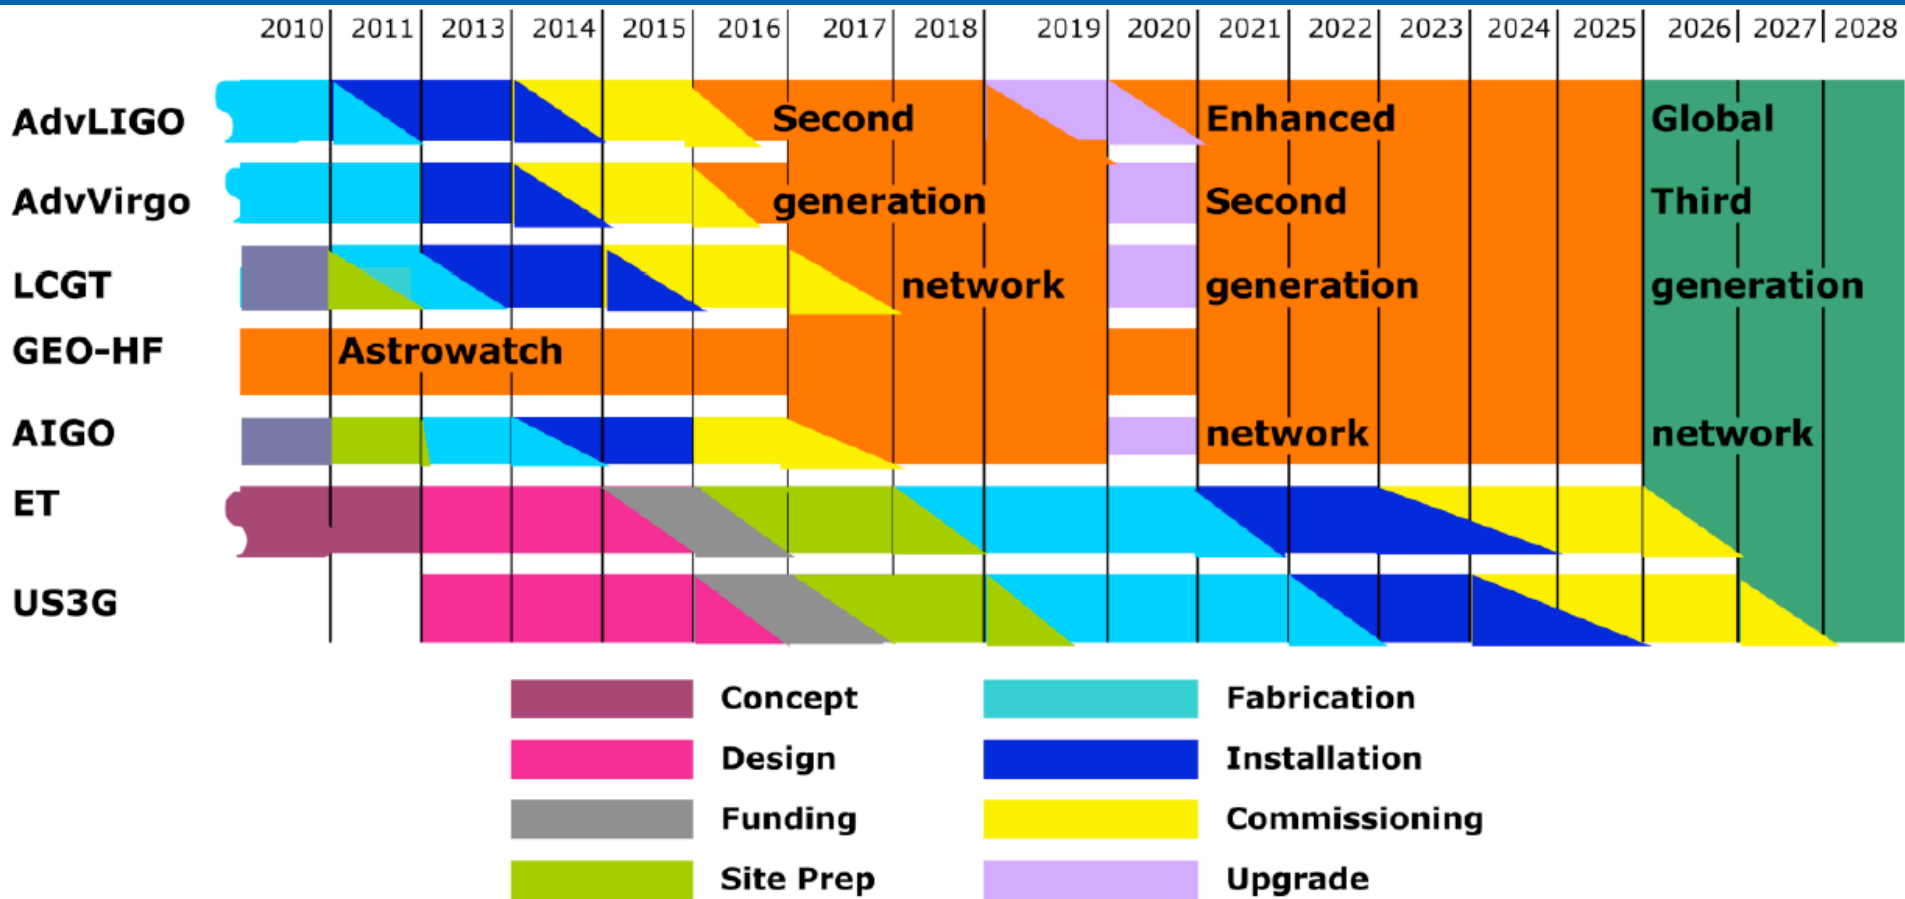 2010 2011 2013 2014 2015 2016 2017 2018 2019 2020 2021 2022 2023 2024 2025 2026 2027 2028
AdvLIGO Second Enhanced Global
AdvVirgo generation Second Third
LCGT network generation generation
GEO-HF Astrowatch
AIGO network network
ET
US3G
Concept Fabrication
Design Installation
Funding Commissioning
Site Prep Upgrade